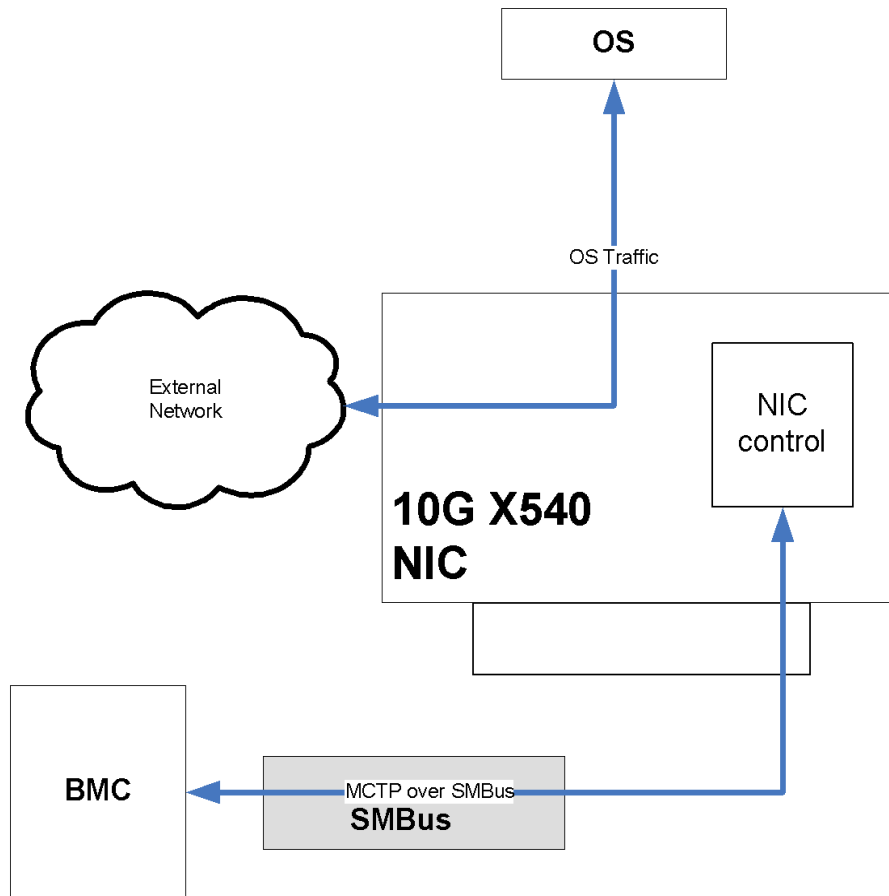 OS
OS Traffic
External
Network
NIC
control
10G X540
NIC
BMC
MCTP over SMBus
SMBus